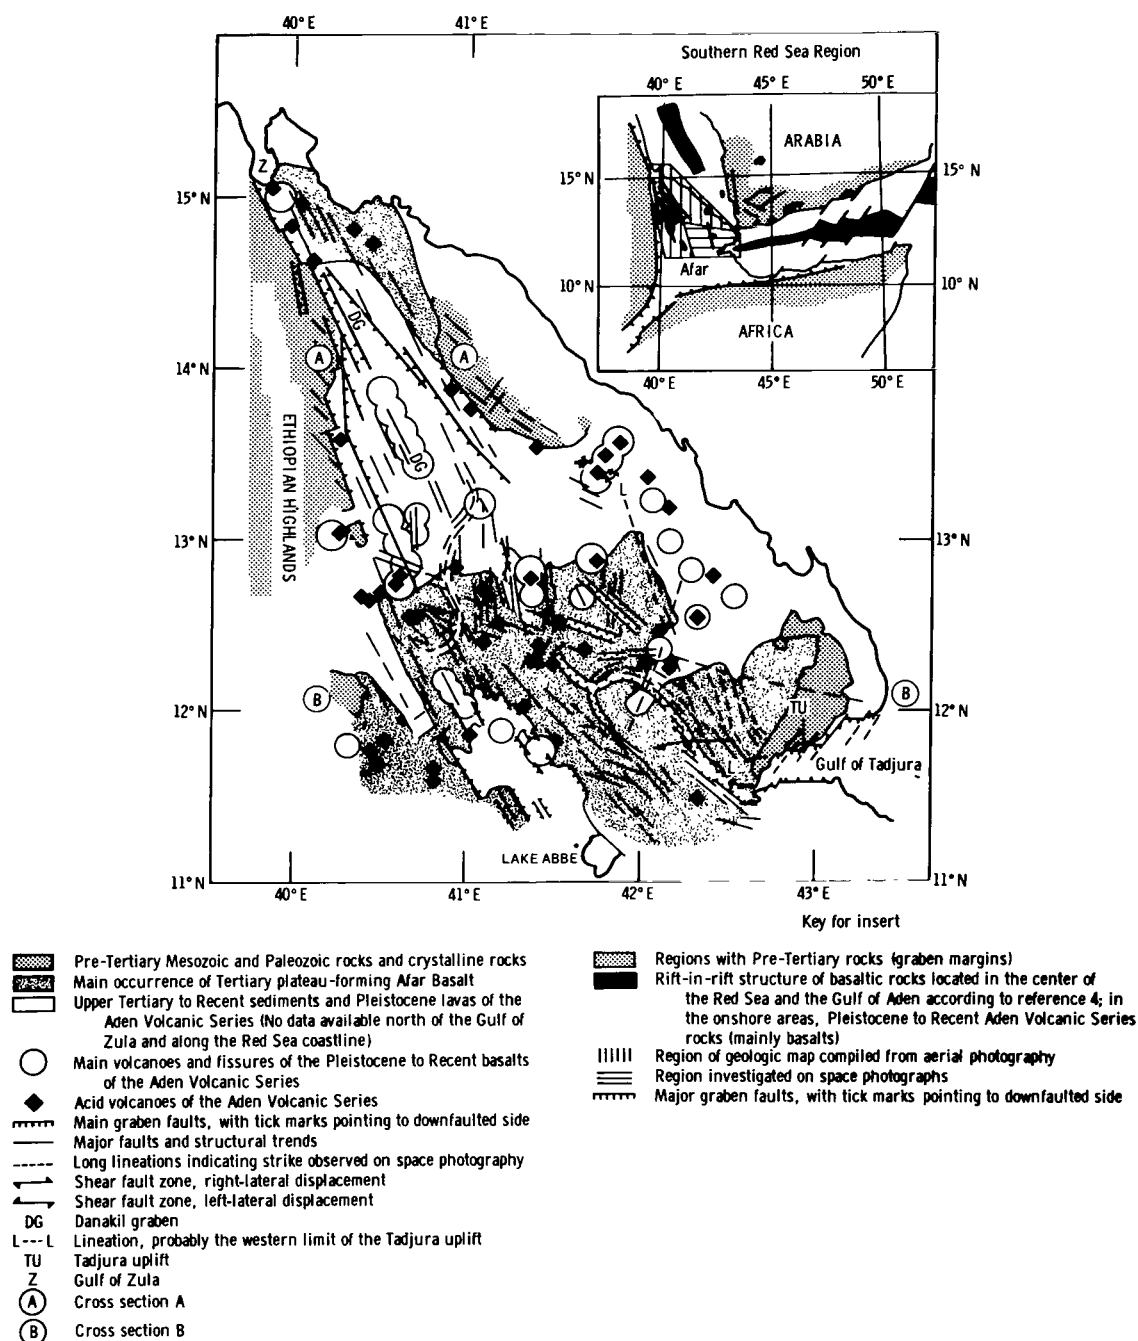 40° E
41° E
Southern Red Sea Region
40° E
45° E
50° E
ARABIA
15° N
15° N
Afar
10° N
10° N
AFRICA
40° E
45° E
50° E
Z
15° N
DG
A
A
14° N
ETHIOPIAN HIGHLANDS
DG
L
13° N
13° N
B
B
12° N
12° N
TU
L
Gulf of Tadjura
LAKE ABBE
11° N
11° N
40° E
41° E
42° E
43° E
Key for insert
Pre-Tertiary Mesozoic and Paleozoic rocks and crystalline rocks
Main occurrence of Tertiary plateau-forming Afar Basalt
Upper Tertiary to Recent sediments and Pleistocene lavas of the
Aden Volcanic Series (No data available north of the Gulf of
Zula and along the Red Sea coastline)
Main volcanoes and fissures of the Pleistocene to Recent basalts
of the Aden Volcanic Series
Acid volcanoes of the Aden Volcanic Series
Main graben faults, with tick marks pointing to downfaulted side
Major faults and structural trends
Long lineations indicating strike observed on space photography
Shear fault zone, right-lateral displacement
Shear fault zone, left-lateral displacement
DG Danakil graben
L---L Lineation, probably the western limit of the Tadjura uplift
TU Tadjura uplift
Z Gulf of Zula
A Cross section A
B Cross section B
Regions with Pre-Tertiary rocks (graben margins)
Rift-in-rift structure of basaltic rocks located in the center of
the Red Sea and the Gulf of Aden according to reference 4; in
the onshore areas, Pleistocene to Recent Aden Volcanic Series
rocks (mainly basalts)
Region of geologic map compiled from aerial photography
Region investigated on space photographs
Major graben faults, with tick marks pointing to downfaulted side